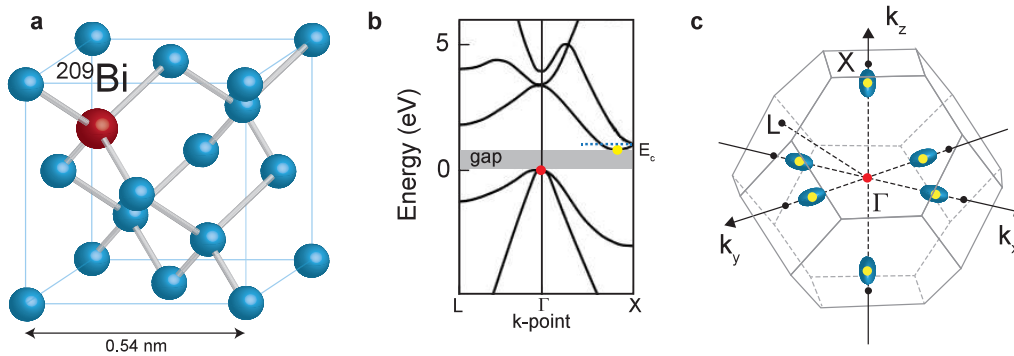 a
²⁰⁹Bi
0.54 nm
b
Energy (eV)
5
0
gap
E_c
L Γ X
k-point
c
k_z
X
L
Γ
k_y
k_x